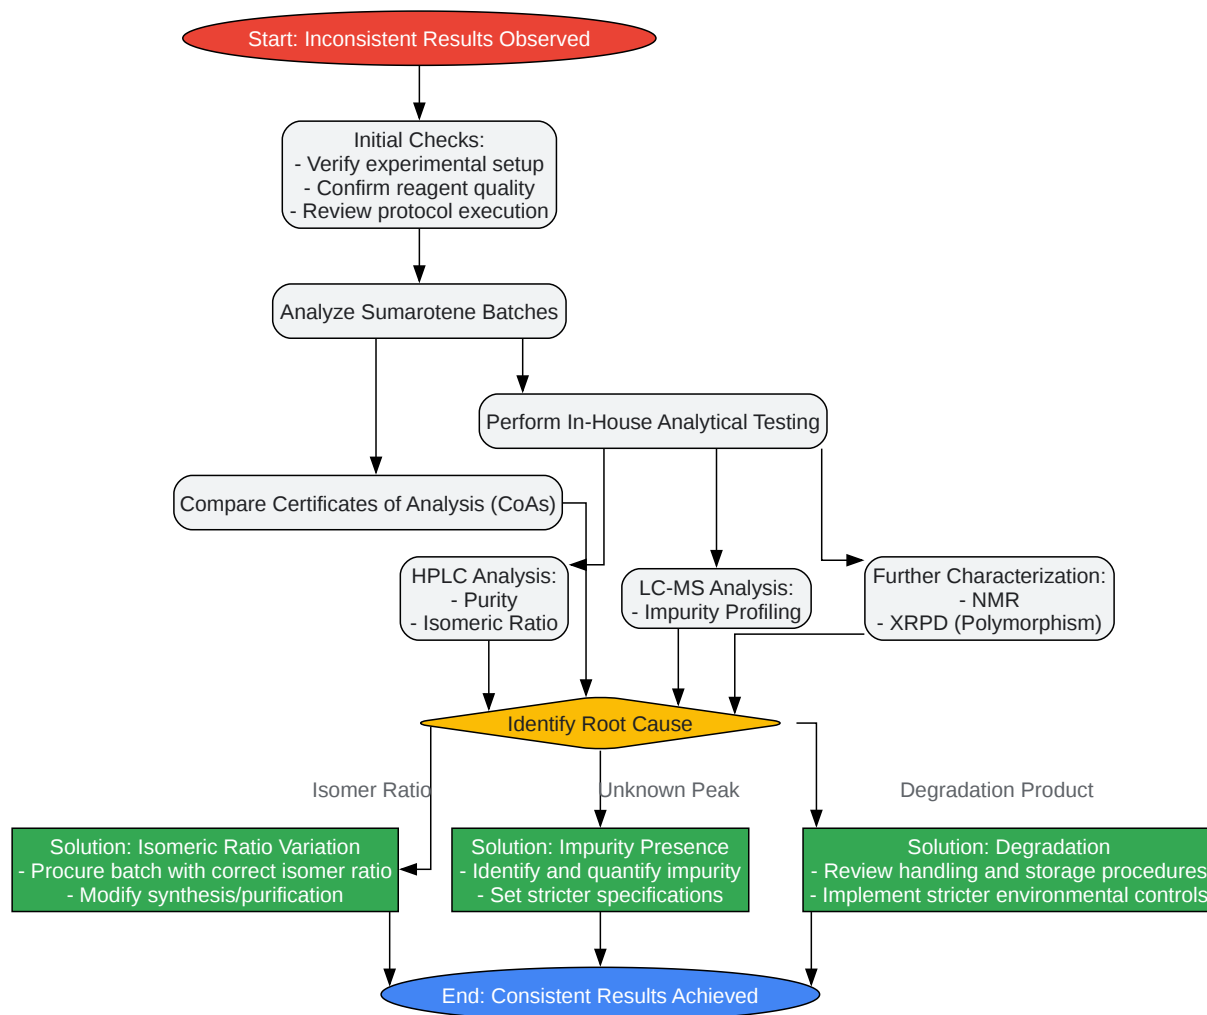 Start: Inconsistent Results Observed
Initial Checks:
- Verify experimental setup
- Confirm reagent quality
- Review protocol execution
Analyze Sumarotene Batches
Perform In-House Analytical Testing
Compare Certificates of Analysis (CoAs)
HPLC Analysis:
- Purity
- Isomeric Ratio
LC-MS Analysis:
- Impurity Profiling
Further Characterization:
- NMR
- XRPD (Polymorphism)
Identify Root Cause
Isomer Ratio
Unknown Peak
Degradation Product
Solution: Isomeric Ratio Variation
- Procure batch with correct isomer ratio
- Modify synthesis/purification
Solution: Impurity Presence
- Identify and quantify impurity
- Set stricter specifications
Solution: Degradation
- Review handling and storage procedures
- Implement stricter environmental controls
End: Consistent Results Achieved